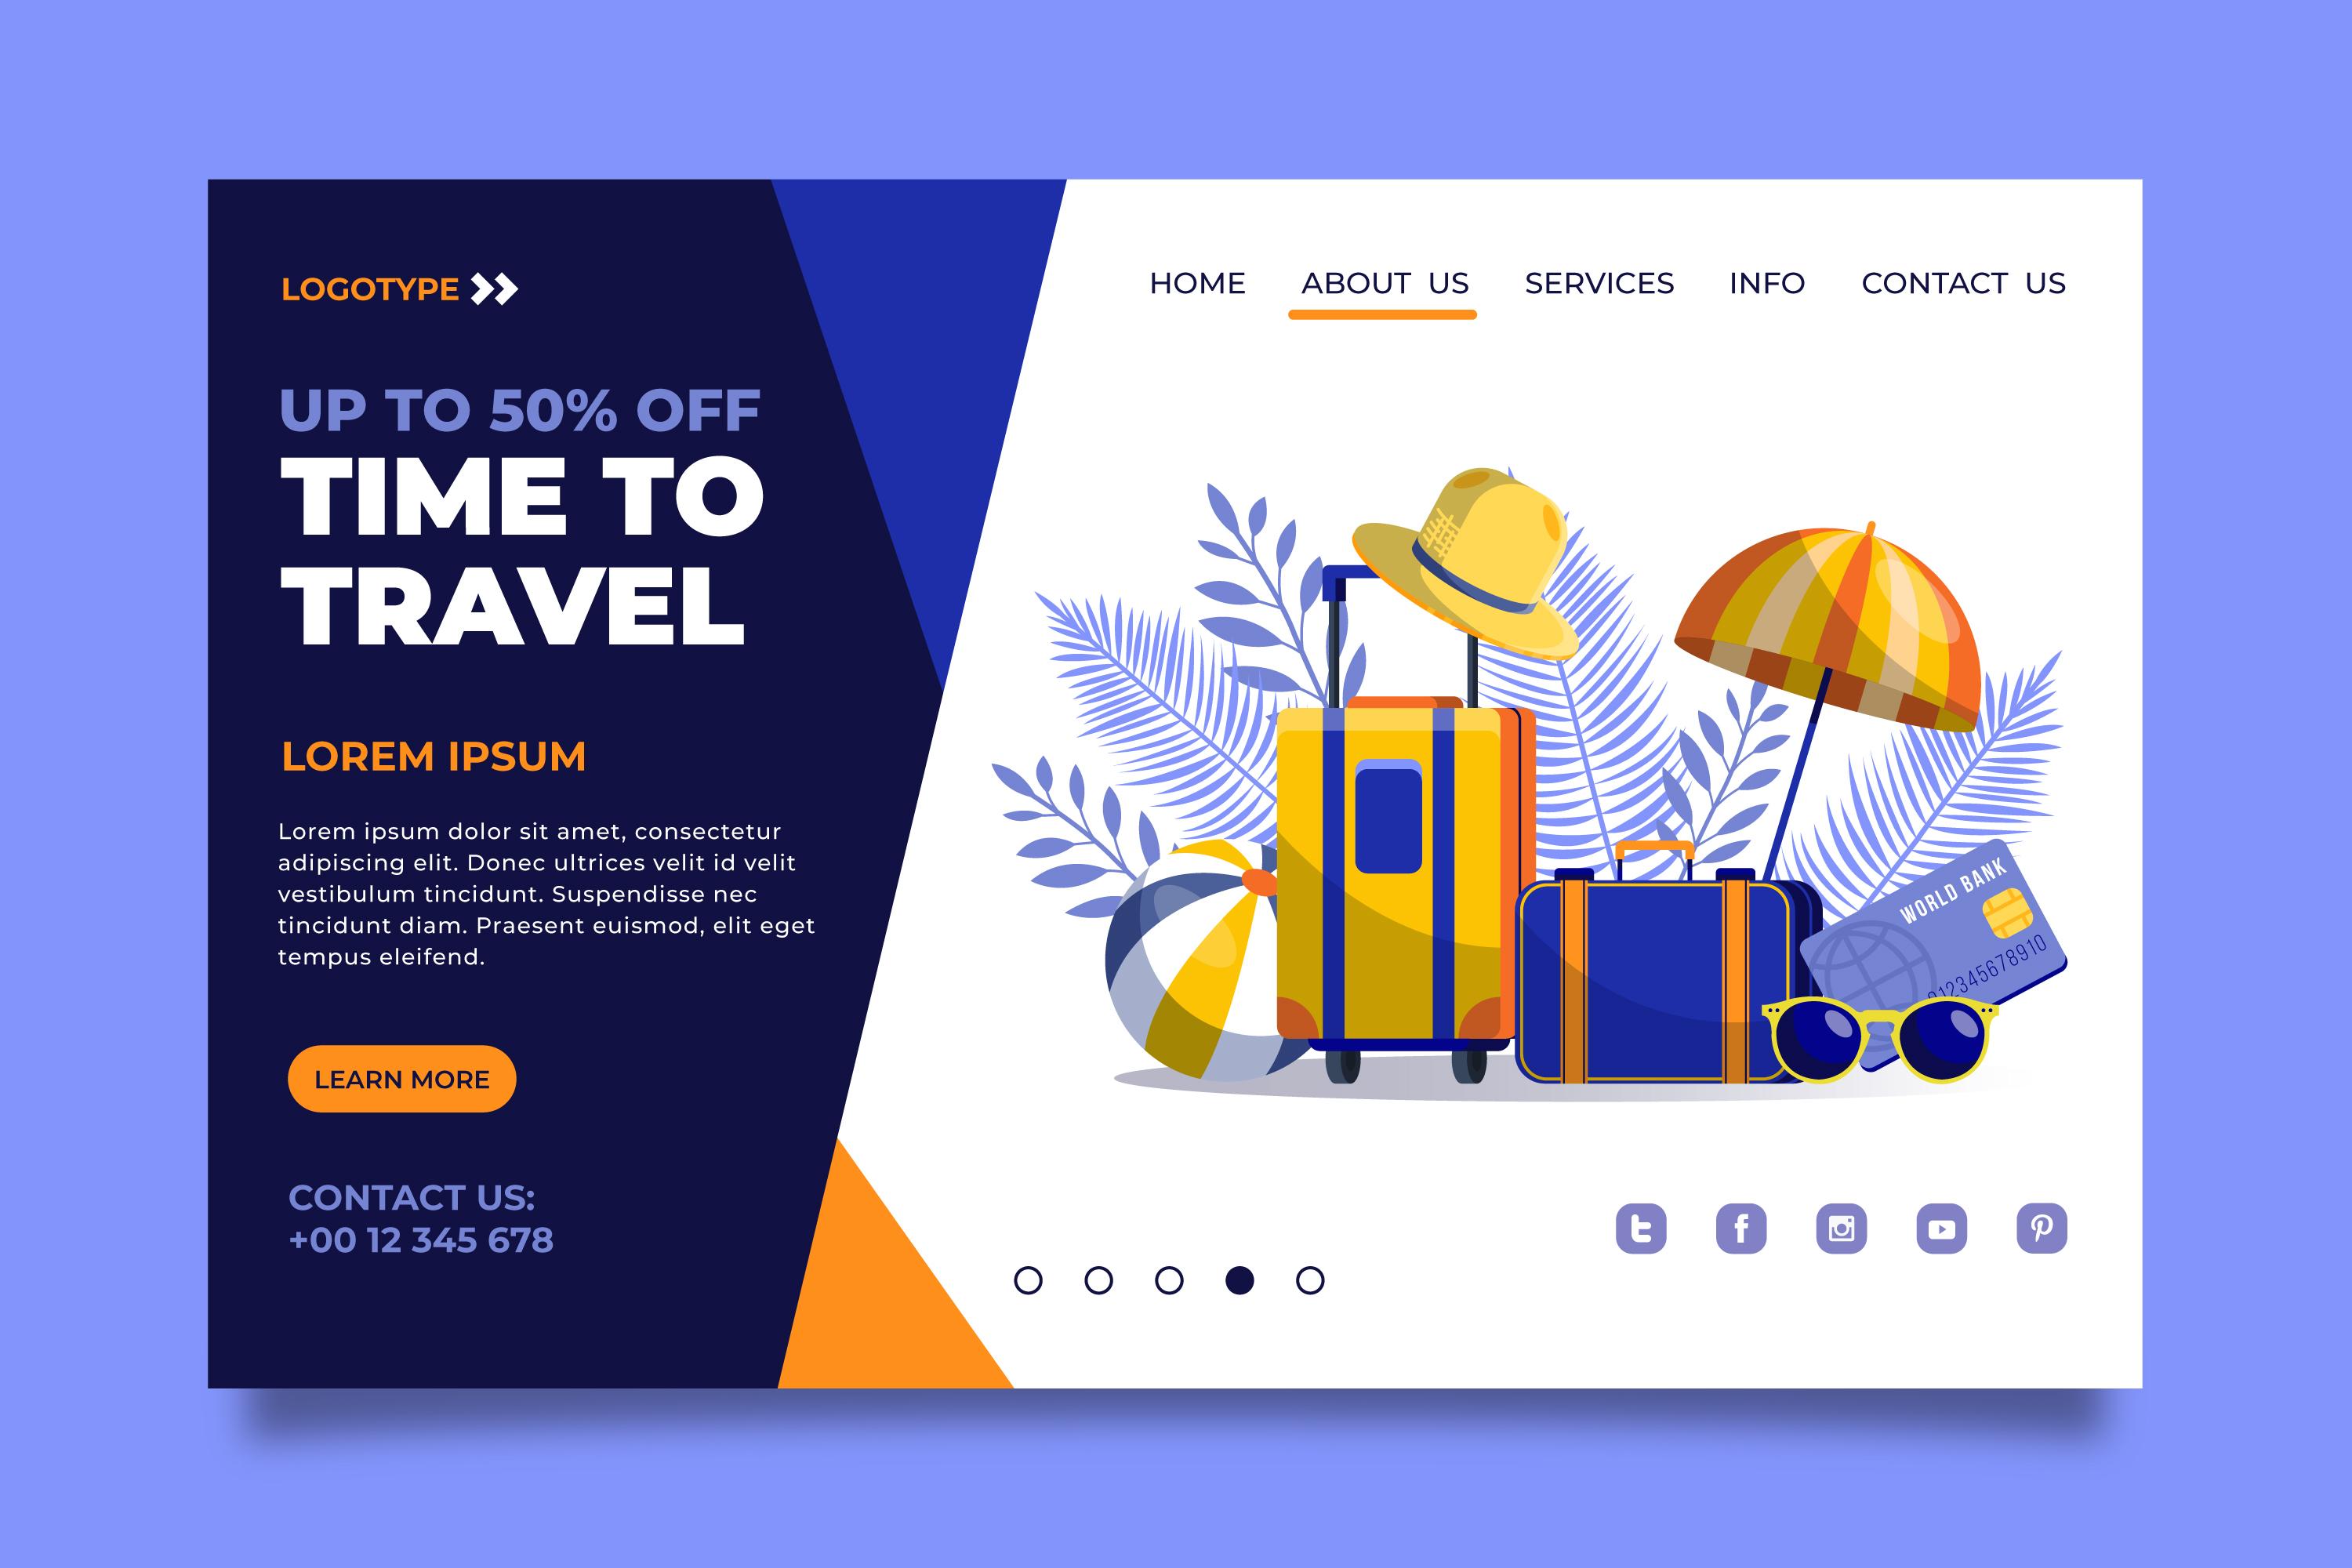 LOGOTYPE
HOME ABOUT US SERVICES INFO CONTACT US
UP TO 50% OFF
TIME TO
TRAVEL
LOREM IPSUM
Lorem ipsum dolor sit amet, consectetur
adipiscing elit. Donec ultrices velit id velit
vestibulum tincidunt. Suspendisse nec
tincidunt diam. Praesent euismod, elit eget
tempus eleifend.
LEARN MORE
CONTACT US:
+00 12 345 678
WORLD BANK
012345678910